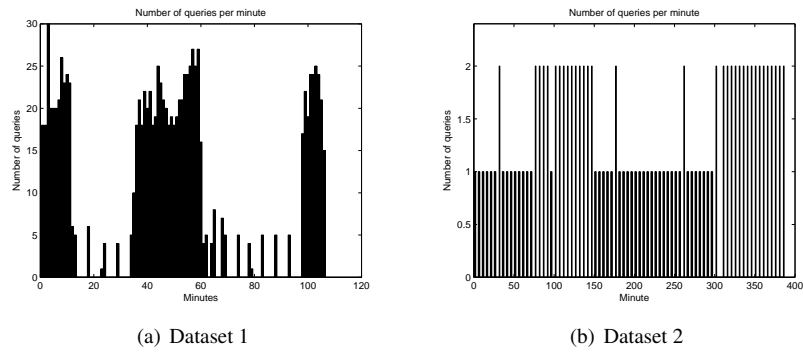 Number of queries per minute
30
25
20
15
10
5
0
Number of queries
0 20 40 60 80 100 120
Minutes
(a) Dataset 1
Number of queries per minute
2
1.5
1
0.5
0
Number of queries
0 50 100 150 200 250 300 350 400
Minute
(b) Dataset 2